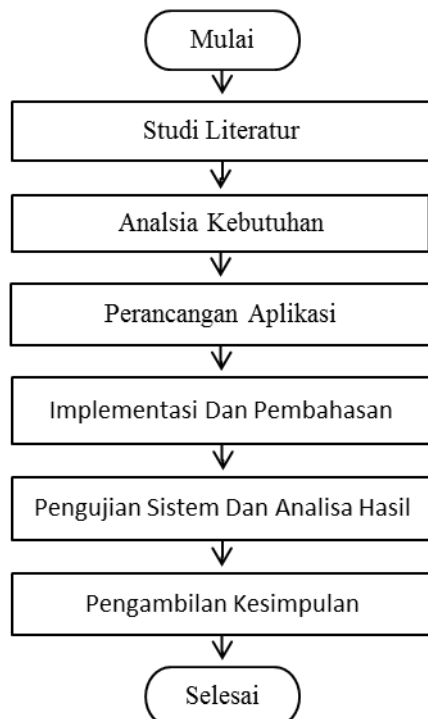 Mulai
Studi Literatur
Analsia Kebutuhan
Perancangan Aplikasi
Implementasi Dan Pembahasan
Pengujian Sistem Dan Analisa Hasil
Pengambilan Kesimpulan
Selesai